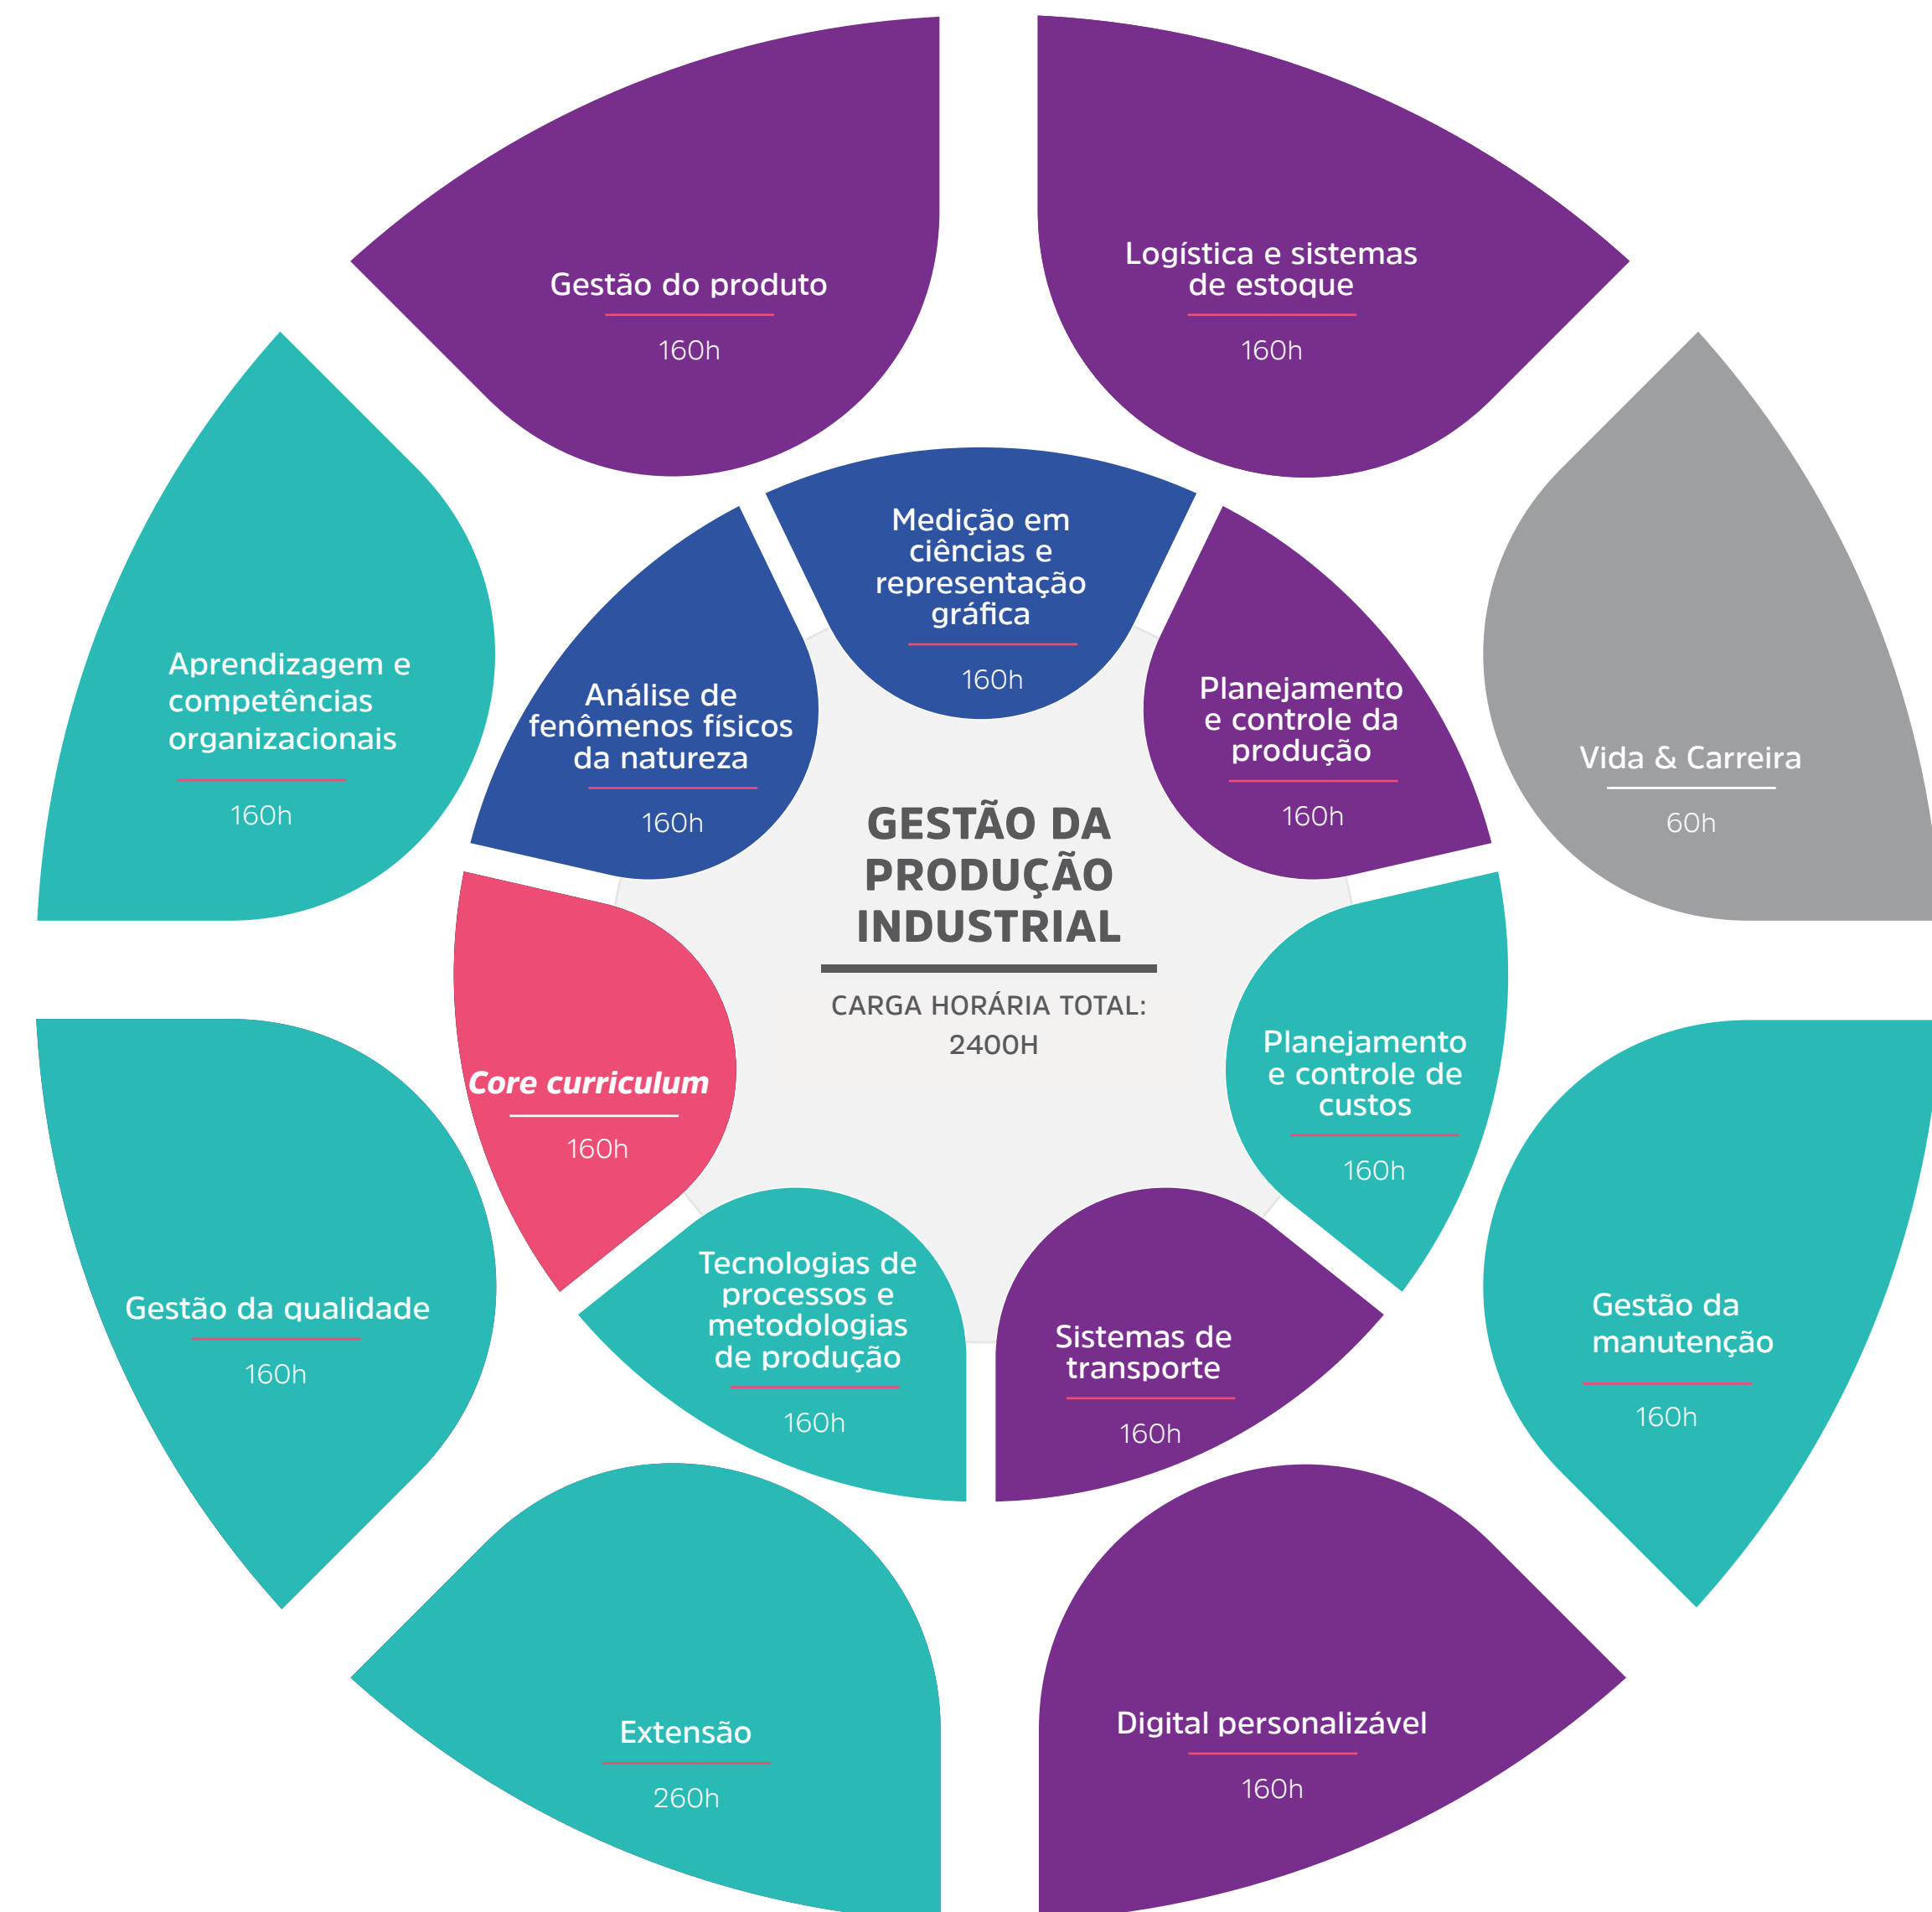 Gestão do produto
160h
Logística e sistemas
de estoque
160h
Aprendizagem e
competências
organizacionais
160h
Análise de
fenômenos físicos
da natureza
160h
Medição em
ciências e
representação
gráfica
160h
Planejamento
e controle da
produção
160h
Vida & Carreira
60h
GESTÃO DA
PRODUÇÃO
INDUSTRIAL
CARGA HORÁRIA TOTAL:
2400H
Core curriculum
160h
Planejamento
e controle de
custos
160h
Gestão da qualidade
160h
Tecnologias de
processos e
metodologias
de produção
160h
Sistemas de
transporte
160h
Gestão da
manutenção
160h
Extensão
260h
Digital personalizável
160h